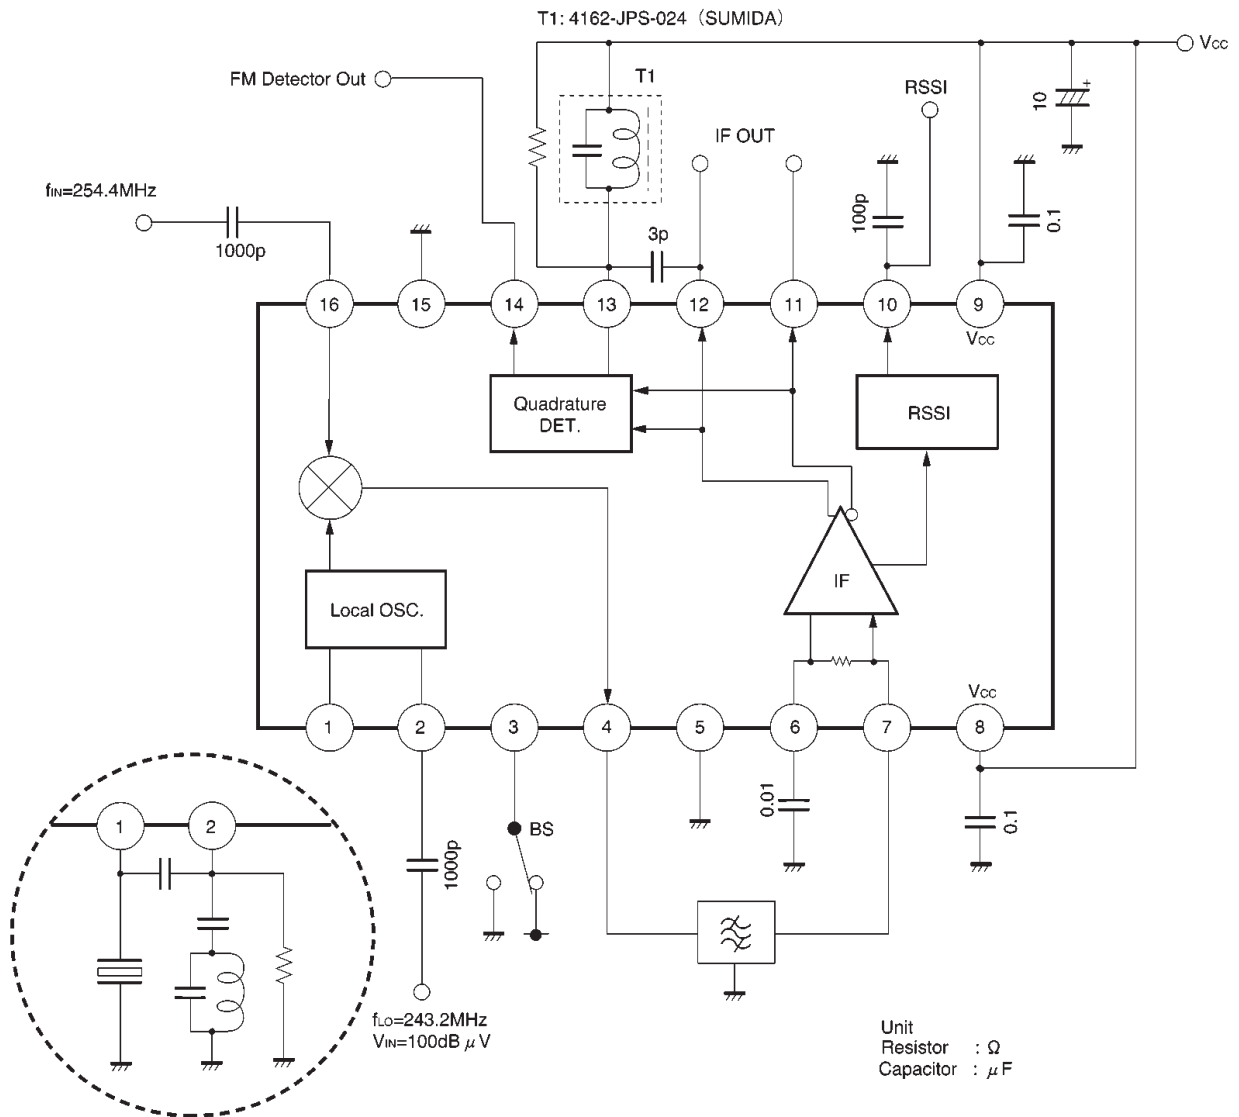 T1: 4162-JPS-024（SUMIDA）
VCC
FM Detector Out
T1
RSSI
10
+
IF OUT
fIN=254.4MHz
1000p
3p
100p
0.1
16
15
14
13
12
11
10
9
VCC
Quadrature
DET.
RSSI
IF
Local OSC.
VCC
1
2
3
4
5
6
7
8
0.01
0.1
BS
1000p
1
2
fLO=243.2MHz
VIN=100dB μ V
Unit
Resistor : Ω
Capacitor : μ F